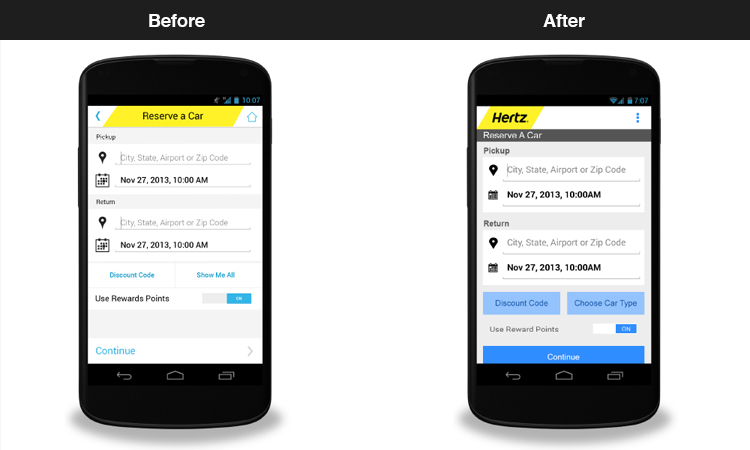 Before
After
10:07
Reserve a Car
Pickup
City, State, Airport or Zip Code
Nov 27, 2013, 10:00 AM
Return
City, State, Airport or Zip Code
Nov 27, 2013, 10:00 AM
Discount Code
Show Me All
Use Rewards Points
ON
Continue
7:07
Hertz
Reserve A Car
Pickup
City, State, Airport or Zip Code
Nov 27, 2013, 10:00AM
Return
City, State, Airport or Zip Code
Nov 27, 2013, 10:00AM
Discount Code
Choose Car Type
Use Reward Points
ON
Continue